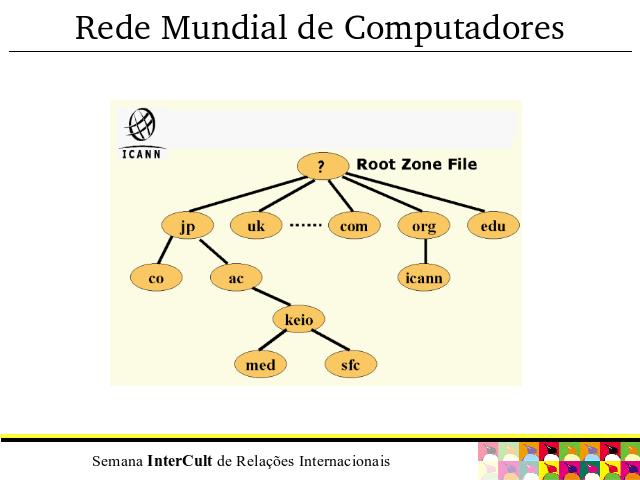 Rede Mundial de Computadores
ICANN
? Root Zone File
jp uk ...... com org edu
co ac icann
keio
med sfc
Semana InterCult de Relações Internacionais